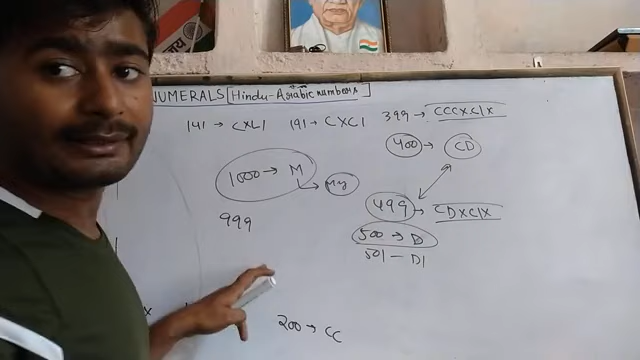 NUMERALS [Hindu-Arabic numbers]
141 → CXLI 191 → CXCI 399 → CCCXCIX
400 → CD
1000 → M
499 → CDXCIX
999
500 → D
501 — DI
200 → CC